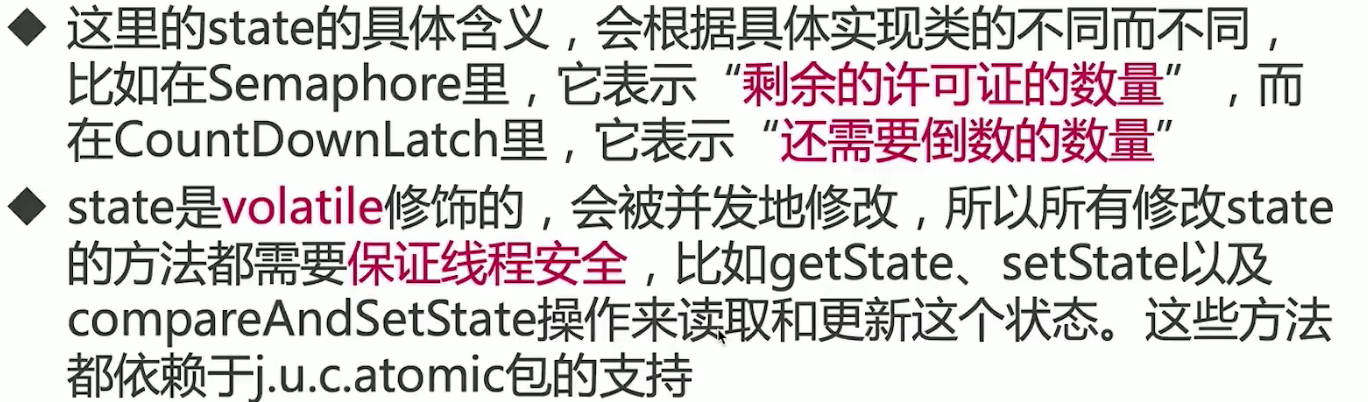 ◆ 这里的state的具体含义，会根据具体实现类的不同而不同，
比如在Semaphore里，它表示“剩余的许可证的数量”，而
在CountDownLatch里，它表示“还需要倒数的数量”
◆ state是volatile修饰的，会被并发地修改，所以所有修改state
的方法都需要保证线程安全，比如getState、setState以及
compareAndSetState操作来读取和更新这个状态。这些方法
都依赖于j.u.c.atomic包的支持